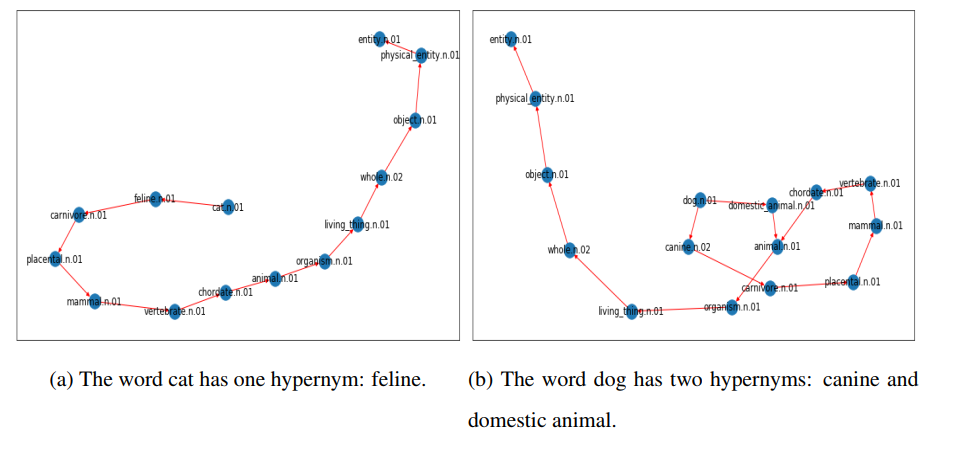 entity.n.01
physical_entity.n.01
object.n.01
whole.n.02
feline.n.01
cat.n.01
carnivore.n.01
living_thing.n.01
placental.n.01
organism.n.01
animal.n.01
chordate.n.01
mammal.n.01
vertebrate.n.01
entity.n.01
physical_entity.n.01
object.n.01
vertebrate.n.01
chordate.n.01
dog.n.01
domestic_animal.n.01
mammal.n.01
canine.n.02
animal.n.01
whole.n.02
placental.n.01
carnivore.n.01
organism.n.01
living_thing.n.01
(a) The word cat has one hypernym: feline.
(b) The word dog has two hypernyms: canine and
domestic animal.